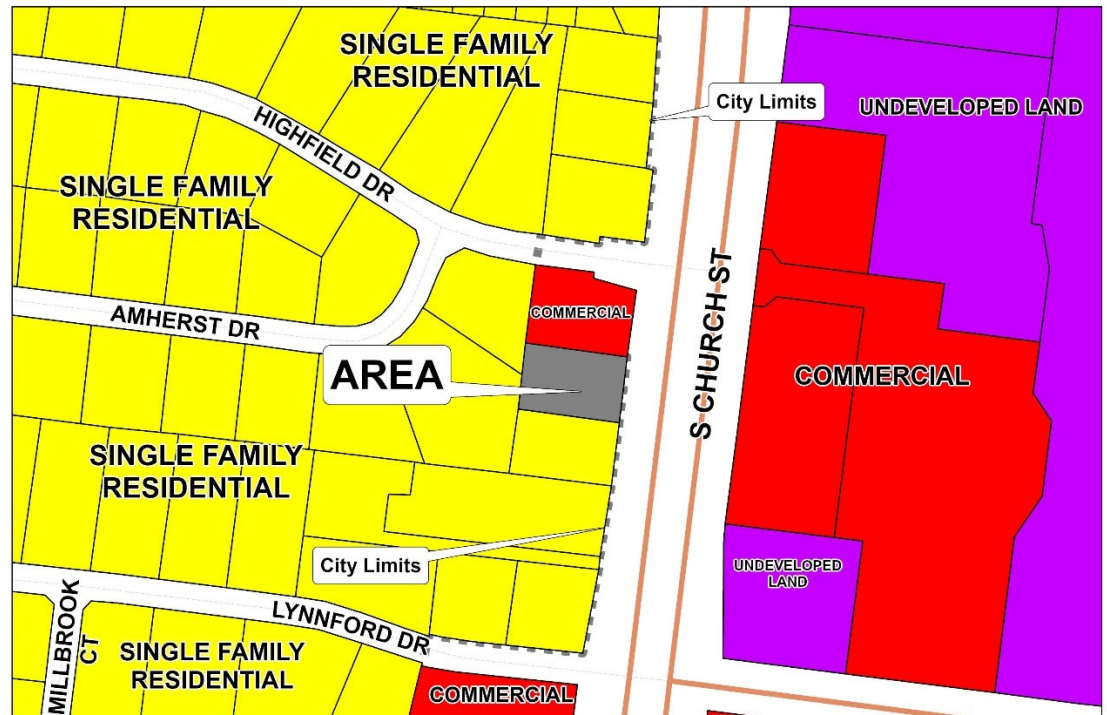 SINGLE FAMILY
RESIDENTIAL
City Limits
UNDEVELOPED LAND
HIGHFIELD DR
SINGLE FAMILY
RESIDENTIAL
S CHURCH ST
COMMERCIAL
AMHERST DR
AREA
COMMERCIAL
SINGLE FAMILY
RESIDENTIAL
City Limits
UNDEVELOPED
LAND
LYNNFORD DR
MILLBROOK
CT
SINGLE FAMILY
RESIDENTIAL
COMMERCIAL